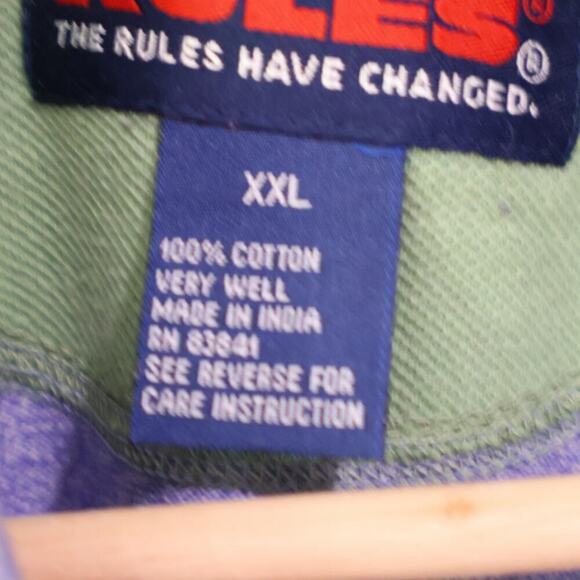 RULES®
THE RULES HAVE CHANGED.®
XXL
100% COTTON
VERY WELL
MADE IN INDIA
RN 83841
SEE REVERSE FOR
CARE INSTRUCTION